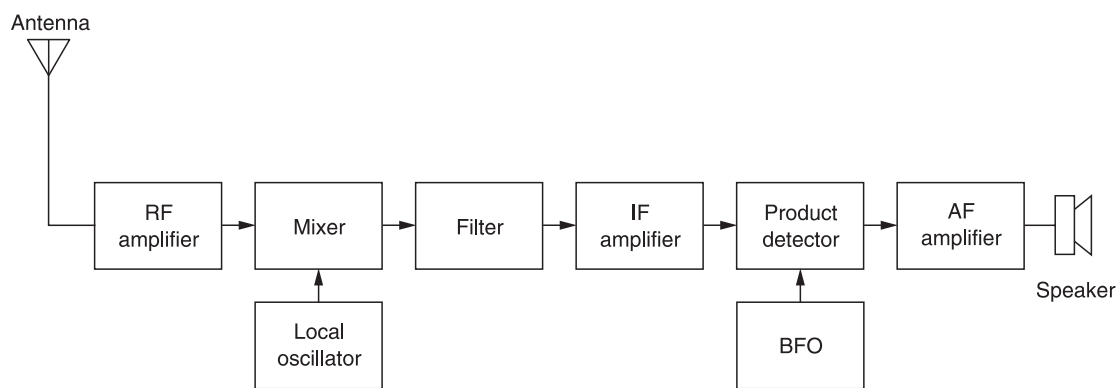 Antenna
RF
amplifier
Mixer
Filter
IF
amplifier
Product
detector
AF
amplifier
Speaker
Local
oscillator
BFO